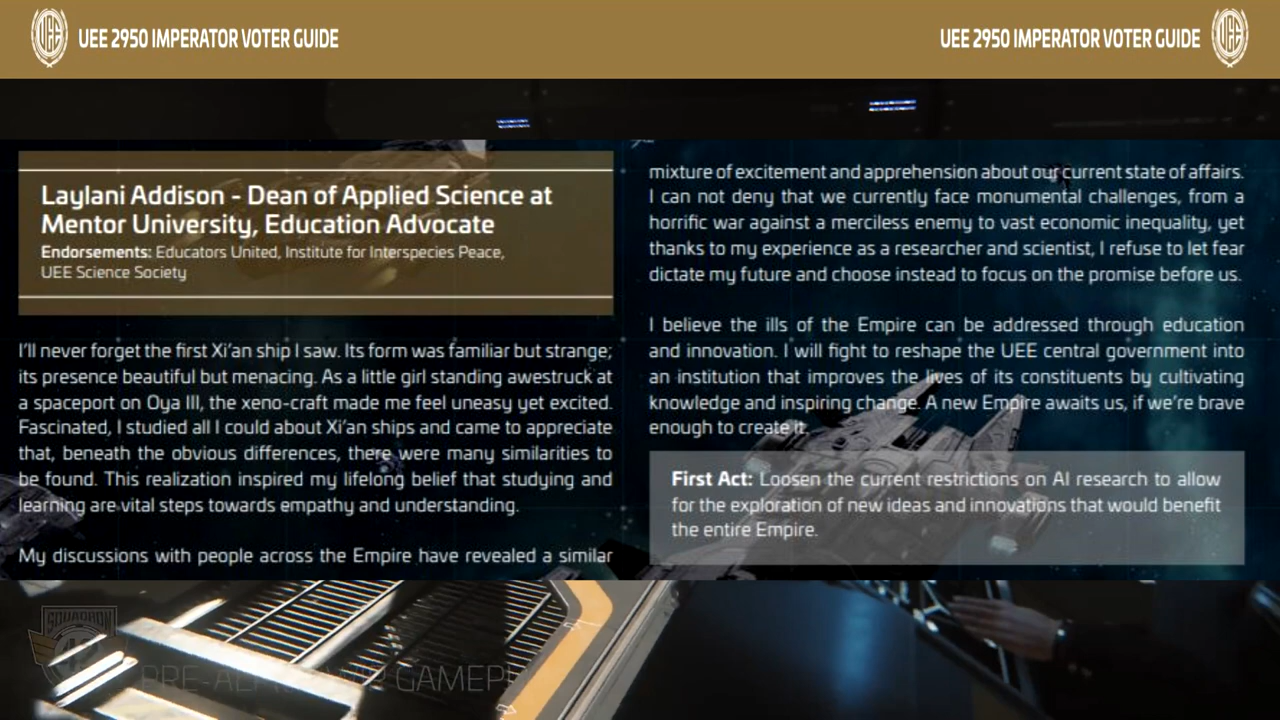 UEE 2950 IMPERATOR VOTER GUIDE
UEE 2950 IMPERATOR VOTER GUIDE
UEE
UEE
Laylani Addison - Dean of Applied Science at
Mentor University, Education Advocate
Endorsements: Educators United, Institute for Interspecies Peace,
UEE Science Society
I'll never forget the first Xi'an ship I saw. Its form was familiar but strange;
its presence beautiful but menacing. As a little girl standing awestruck at
a spaceport on Oya III, the xeno-craft made me feel uneasy yet excited.
Fascinated, I studied all I could about Xi'an ships and came to appreciate
that, beneath the obvious differences, there were many similarities to
be found. This realization inspired my lifelong belief that studying and
learning are vital steps towards empathy and understanding.
My discussions with people across the Empire have revealed a similar
mixture of excitement and apprehension about our current state of affairs.
I can not deny that we currently face monumental challenges, from a
horrific war against a merciless enemy to vast economic inequality, yet
thanks to my experience as a researcher and scientist, I refuse to let fear
dictate my future and choose instead to focus on the promise before us.
I believe the ills of the Empire can be addressed through education
and innovation. I will fight to reshape the UEE central government into
an institution that improves the lives of its constituents by cultivating
knowledge and inspiring change. A new Empire awaits us, if we're brave
enough to create it.
First Act: Loosen the current restrictions on AI research to allow
for the exploration of new ideas and innovations that would benefit
the entire Empire.
SQUADRON
42